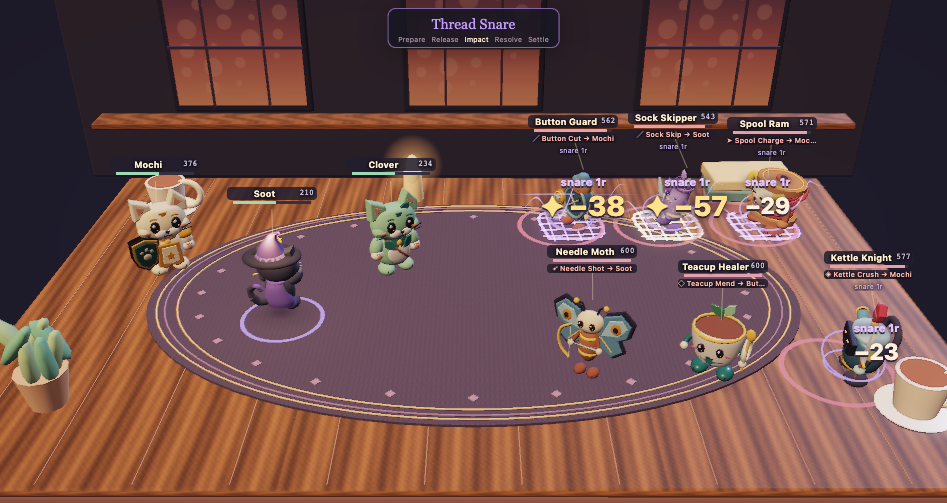 Thread Snare
Prepare Release Impact Resolve Settle
Button Guard 562
Button Cut → Mochi
snare 1r
Sock Skipper 543
Sock Skip → Soot
snare 1r
Spool Ram 571
Spool Charge → Moc...
snare 1r
Mochi 376
Soot 210
Clover 234
snare 1r
-38
snare 1r
-57
snare 1r
-29
Needle Moth 600
Needle Shot → Soot
Teacup Healer 600
Teacup Mend → But...
Kettle Knight 577
Kettle Crush → Mochi
snare 1r
snare 1r
-23